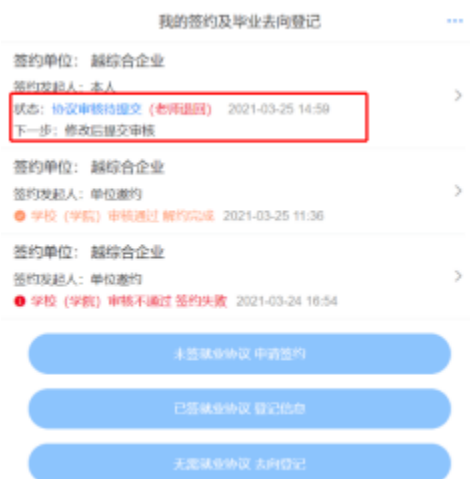 我的签约及毕业去向登记
签约单位： 越综合企业
签约发起人：本人
状态：协议审核待提交（老师退回） 2021-03-25 14:59
下一步：修改后提交审核
签约单位： 越综合企业
签约发起人：单位邀约
学校（学院）审核通过 解约完成 2021-03-25 11:36
签约单位： 越综合企业
签约发起人：单位邀约
学校（学院）审核不通过 签约失败 2021-03-24 16:54
未签就业协议 申请签约
已签就业协议 登记信息
无需就业协议 去向登记